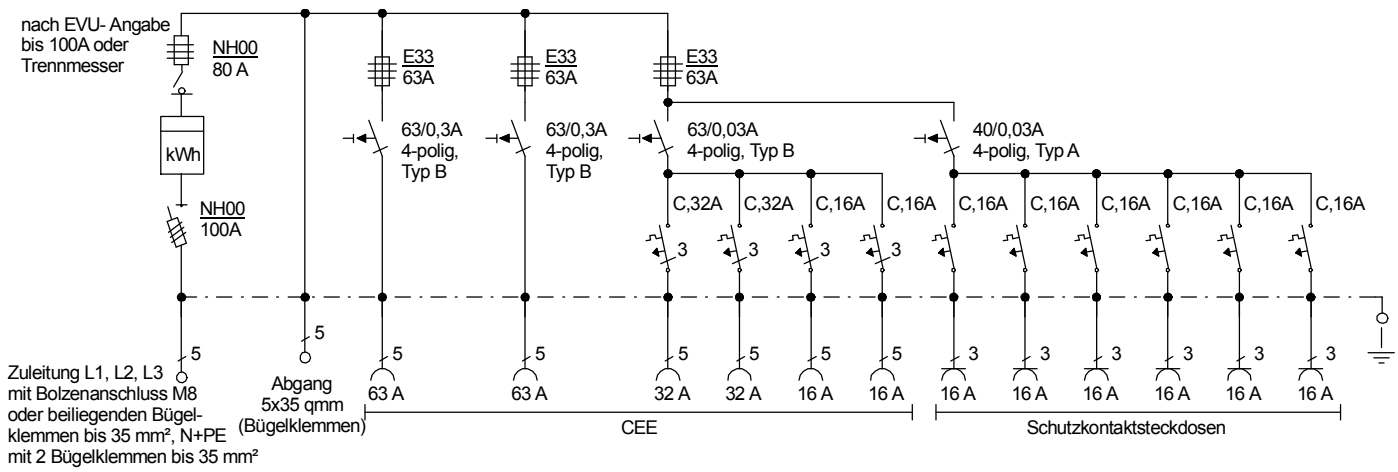 nach EVU- Angabe
bis 100A oder
Trennmesser
NH00
80 A
kWh
NH00
100A
E33
63A
E33
63A
E33
63A
63/0,3A
4-polig,
Typ B
63/0,3A
4-polig,
Typ B
63/0,03A
4-polig, Typ B
40/0,03A
4-polig, Typ A
C,32A C,32A C,16A C,16A C,16A C,16A C,16A C,16A C,16A C,16A
3 3 3 3
5 5 5 5 5 5 5 5 3 3 3 3 3 3
63 A 63 A 32 A 32 A 16 A 16 A 16 A 16 A 16 A 16 A 16 A 16 A
Zuleitung L1, L2, L3
mit Bolzenanschluss M8
oder beiliegenden Bügel-
klemmen bis 35 mm², N+PE
mit 2 Bügelklemmen bis 35 mm²
Abgang
5x35 qmm
(Bügelklemmen)
CEE
Schutzkontaktsteckdosen